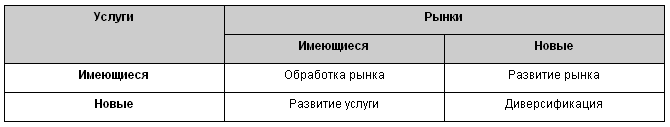 Услуги Рынки
Имеющиеся Новые
Имеющиеся Обработка рынка Развитие рынка
Новые Развитие услуги Диверсификация